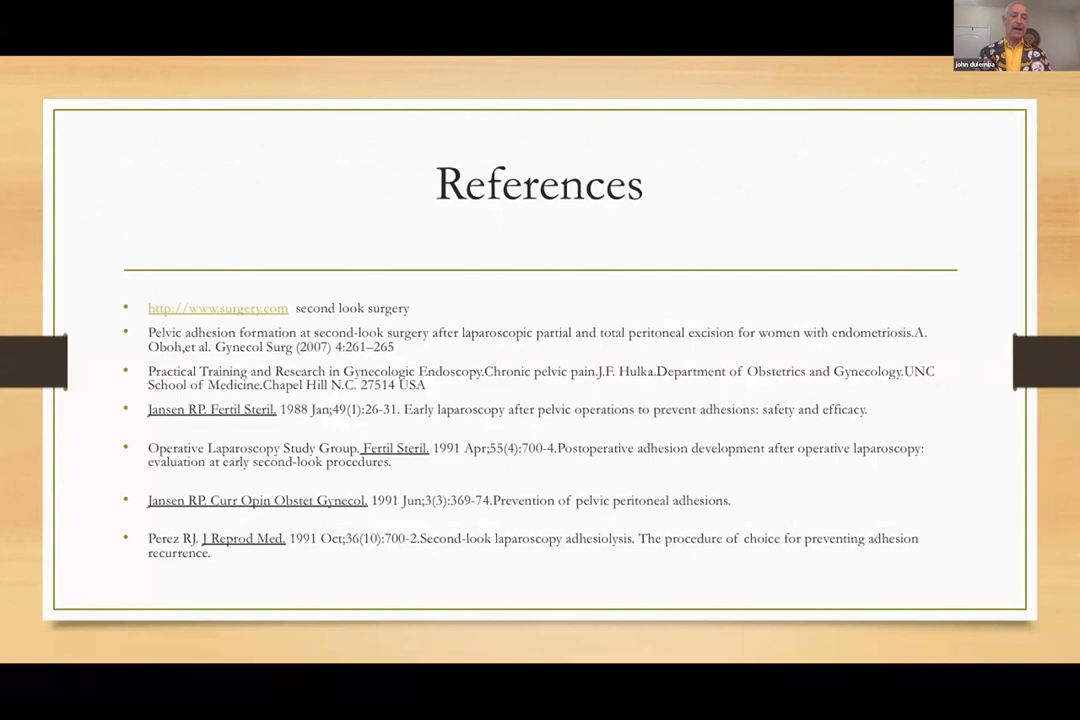 john dulemba
References
http://www.surgery.com second look surgery
Pelvic adhesion formation at second-look surgery after laparoscopic partial and total peritoneal excision for women with endometriosis.A.
Oboh,et al. Gynecol Surg (2007) 4:261–265
Practical Training and Research in Gynecologic Endoscopy.Chronic pelvic pain.J.F. Hulka.Department of Obstetrics and Gynecology.UNC
School of Medicine.Chapel Hill N.C. 27514 USA
Jansen RP. Fertil Steril. 1988 Jan;49(1):26-31. Early laparoscopy after pelvic operations to prevent adhesions: safety and efficacy.
Operative Laparoscopy Study Group. Fertil Steril. 1991 Apr;55(4):700-4.Postoperative adhesion development after operative laparoscopy:
evaluation at early second-look procedures.
Jansen RP. Curr Opin Obstet Gynecol. 1991 Jun;3(3):369-74.Prevention of pelvic peritoneal adhesions.
Perez RJ. J Reprod Med. 1991 Oct;36(10):700-2.Second-look laparoscopy adhesiolysis. The procedure of choice for preventing adhesion
recurrence.